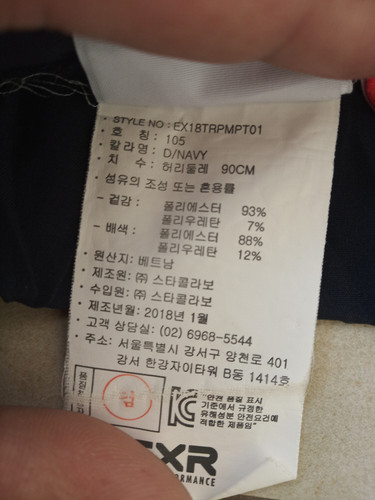 · STYLE NO : EX18TRPMPT01
· 호 칭 : 105
· 칼라명 : D/NAVY
· 치 수 : 허리둘레 90CM
· 섬유의 조성 또는 혼용률
- 겉감 : 폴리에스터 93%
폴리우레탄 7%
- 배색 : 폴리에스터 88%
폴리우레탄 12%
· 원산지: 베트남
· 제조원: ㈜ 스타콜라보
· 수입원: ㈜ 스타콜라보
· 제조년월: 2018년 1월
· 고객 상담실: (02) 6968-5544
· 주소: 서울특별시 강서구 양천로 401
강서 한강자이타워 B동 1414호
품질
검
"안전 품질 표시
기준에서 규정한
유해성분 안전요건에
적합한 제품임"
EXR